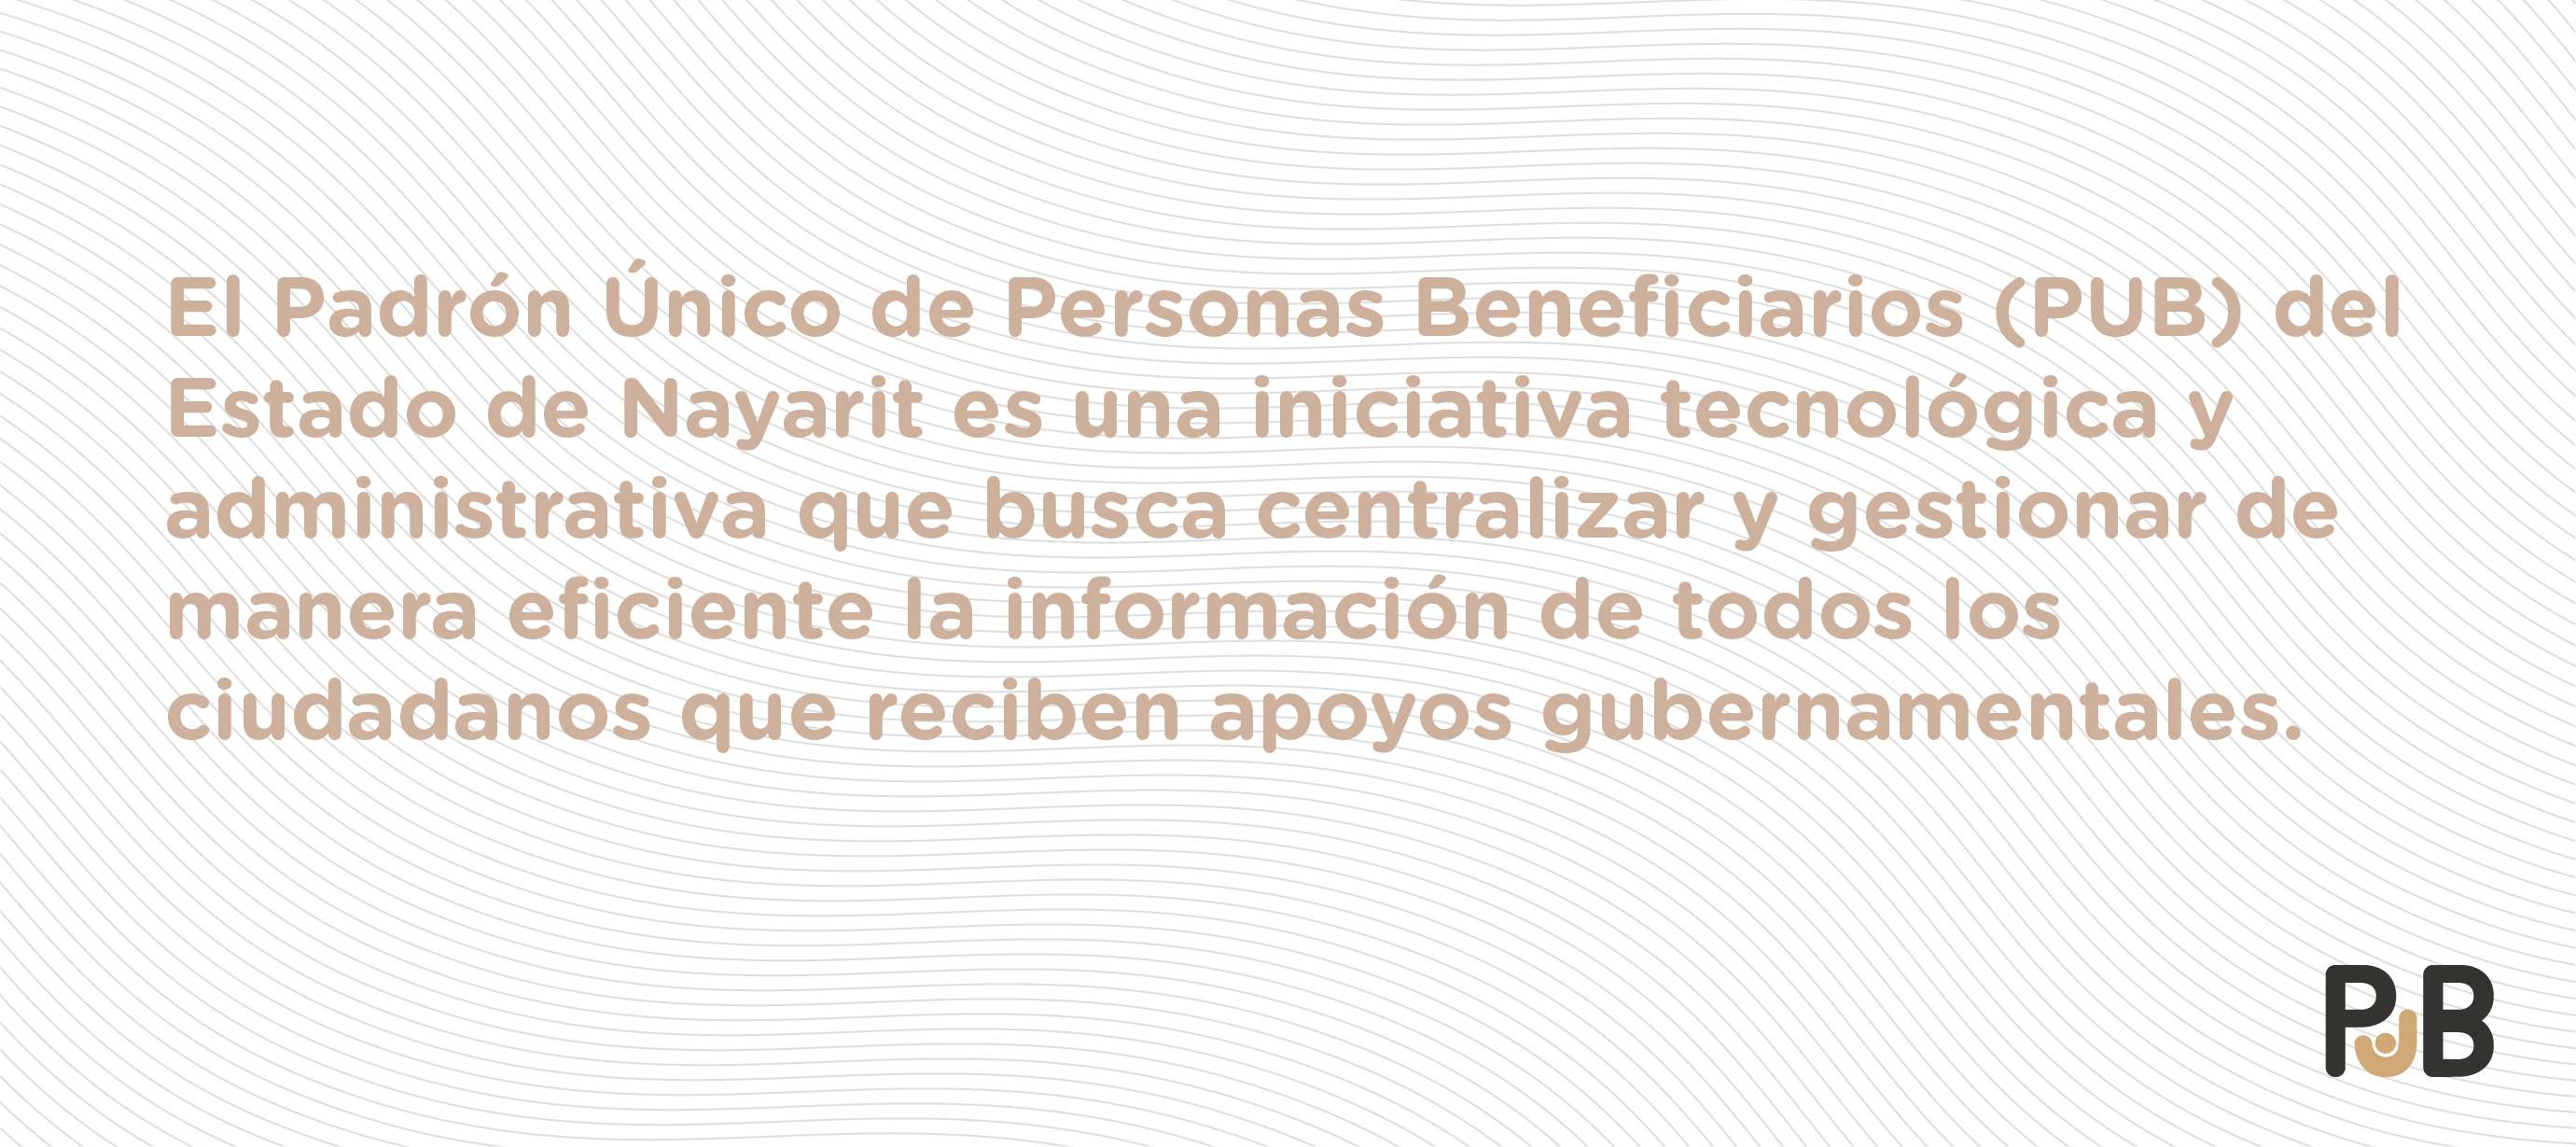 El Padrón Único de Personas Beneficiarios (PUB) del
Estado de Nayarit es una iniciativa tecnológica y
administrativa que busca centralizar y gestionar de
manera eficiente la información de todos los
ciudadanos que reciben apoyos gubernamentales.
PUB